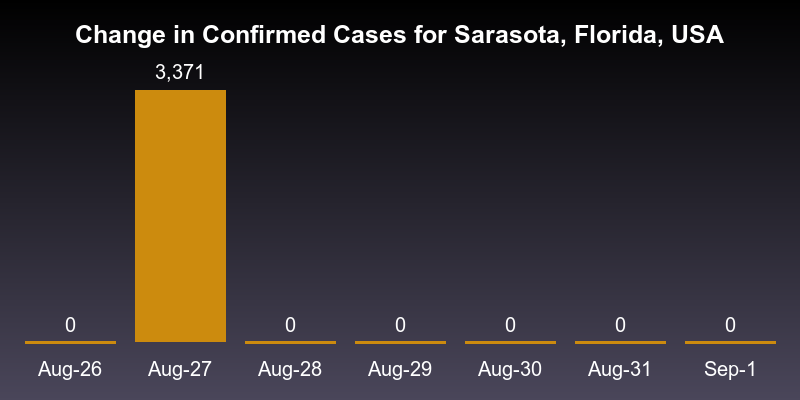 Change in Confirmed Cases for Sarasota, Florida, USA
3,371
0 0 0 0 0 0
Aug-26 Aug-27 Aug-28 Aug-29 Aug-30 Aug-31 Sep-1